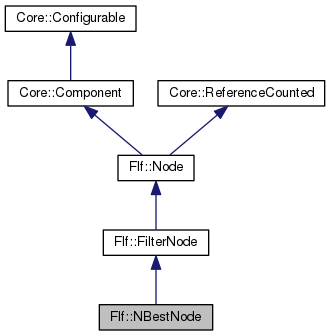 Core::Configurable
Core::Component
Core::ReferenceCounted
Flf::Node
Flf::FilterNode
Flf::NBestNode